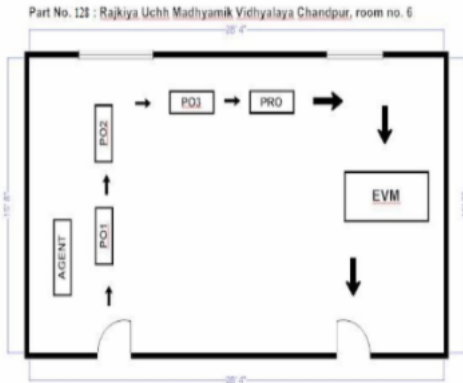 Part No. 128 : Rajkiya Uchh Madhyamik Vidhyalaya Chandpur, room no. 6
PO2
PO3
PRO
EVM
AGENT
PO1